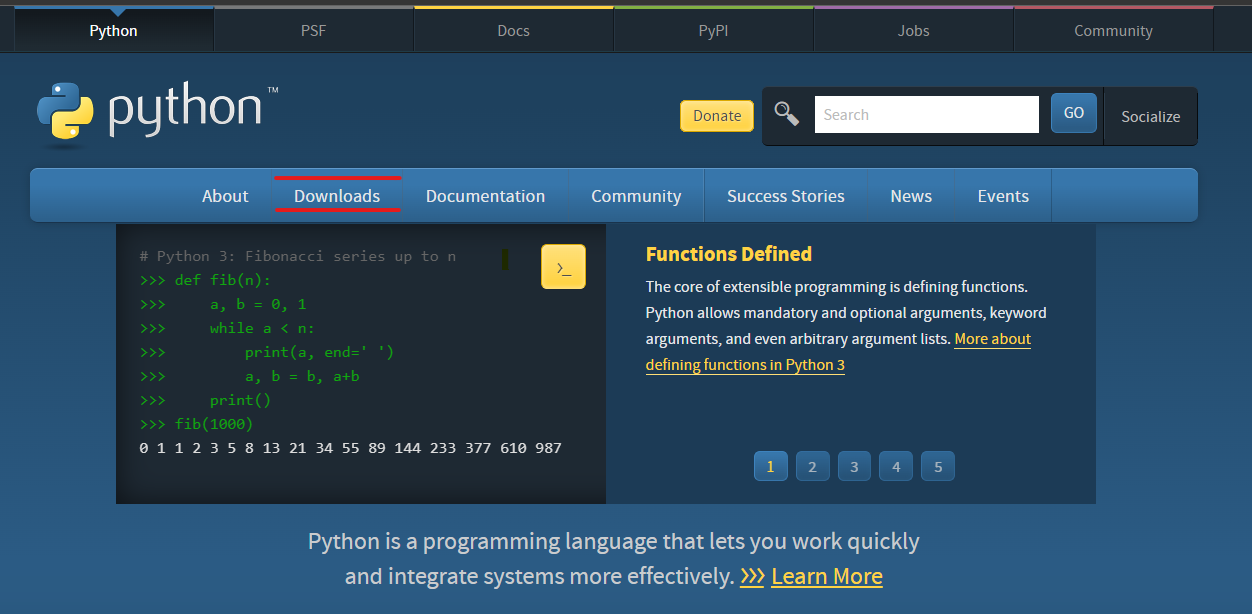 Python PSF Docs PyPI Jobs Community
python™
Donate Search GO Socialize
About Downloads Documentation Community Success Stories News Events
# Python 3: Fibonacci series up to n
>>> def fib(n):
>>>     a, b = 0, 1
>>>     while a < n:
>>>         print(a, end=' ')
>>>         a, b = b, a+b
>>>     print()
>>> fib(1000)
0 1 1 2 3 5 8 13 21 34 55 89 144 233 377 610 987
>_
Functions Defined
The core of extensible programming is defining functions.
Python allows mandatory and optional arguments, keyword
arguments, and even arbitrary argument lists. More about
defining functions in Python 3
1 2 3 4 5
Python is a programming language that lets you work quickly
and integrate systems more effectively. >>> Learn More